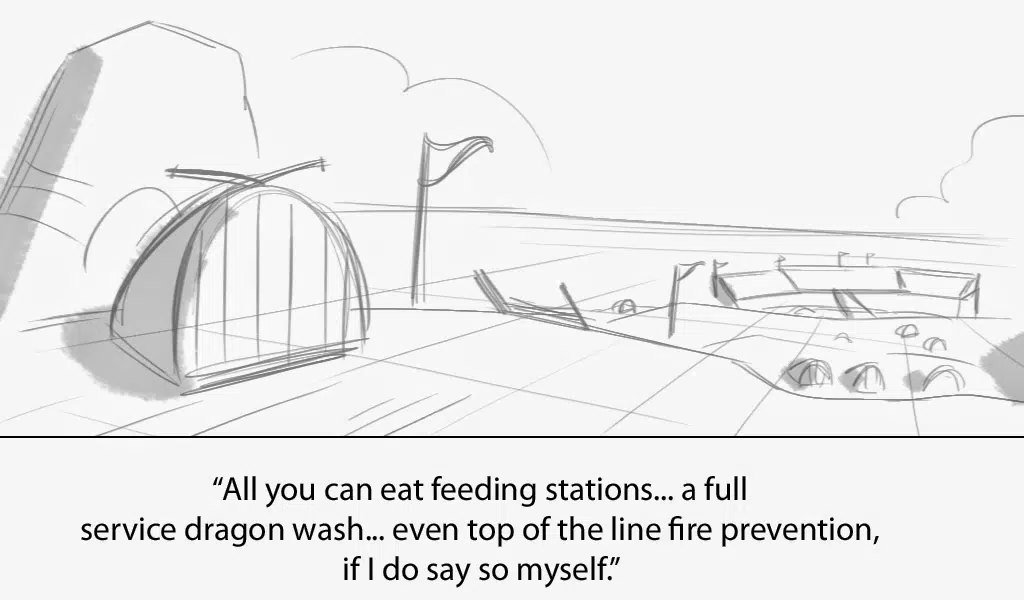 “All you can eat feeding stations... a full
service dragon wash... even top of the line fire prevention,
if I do say so myself.”